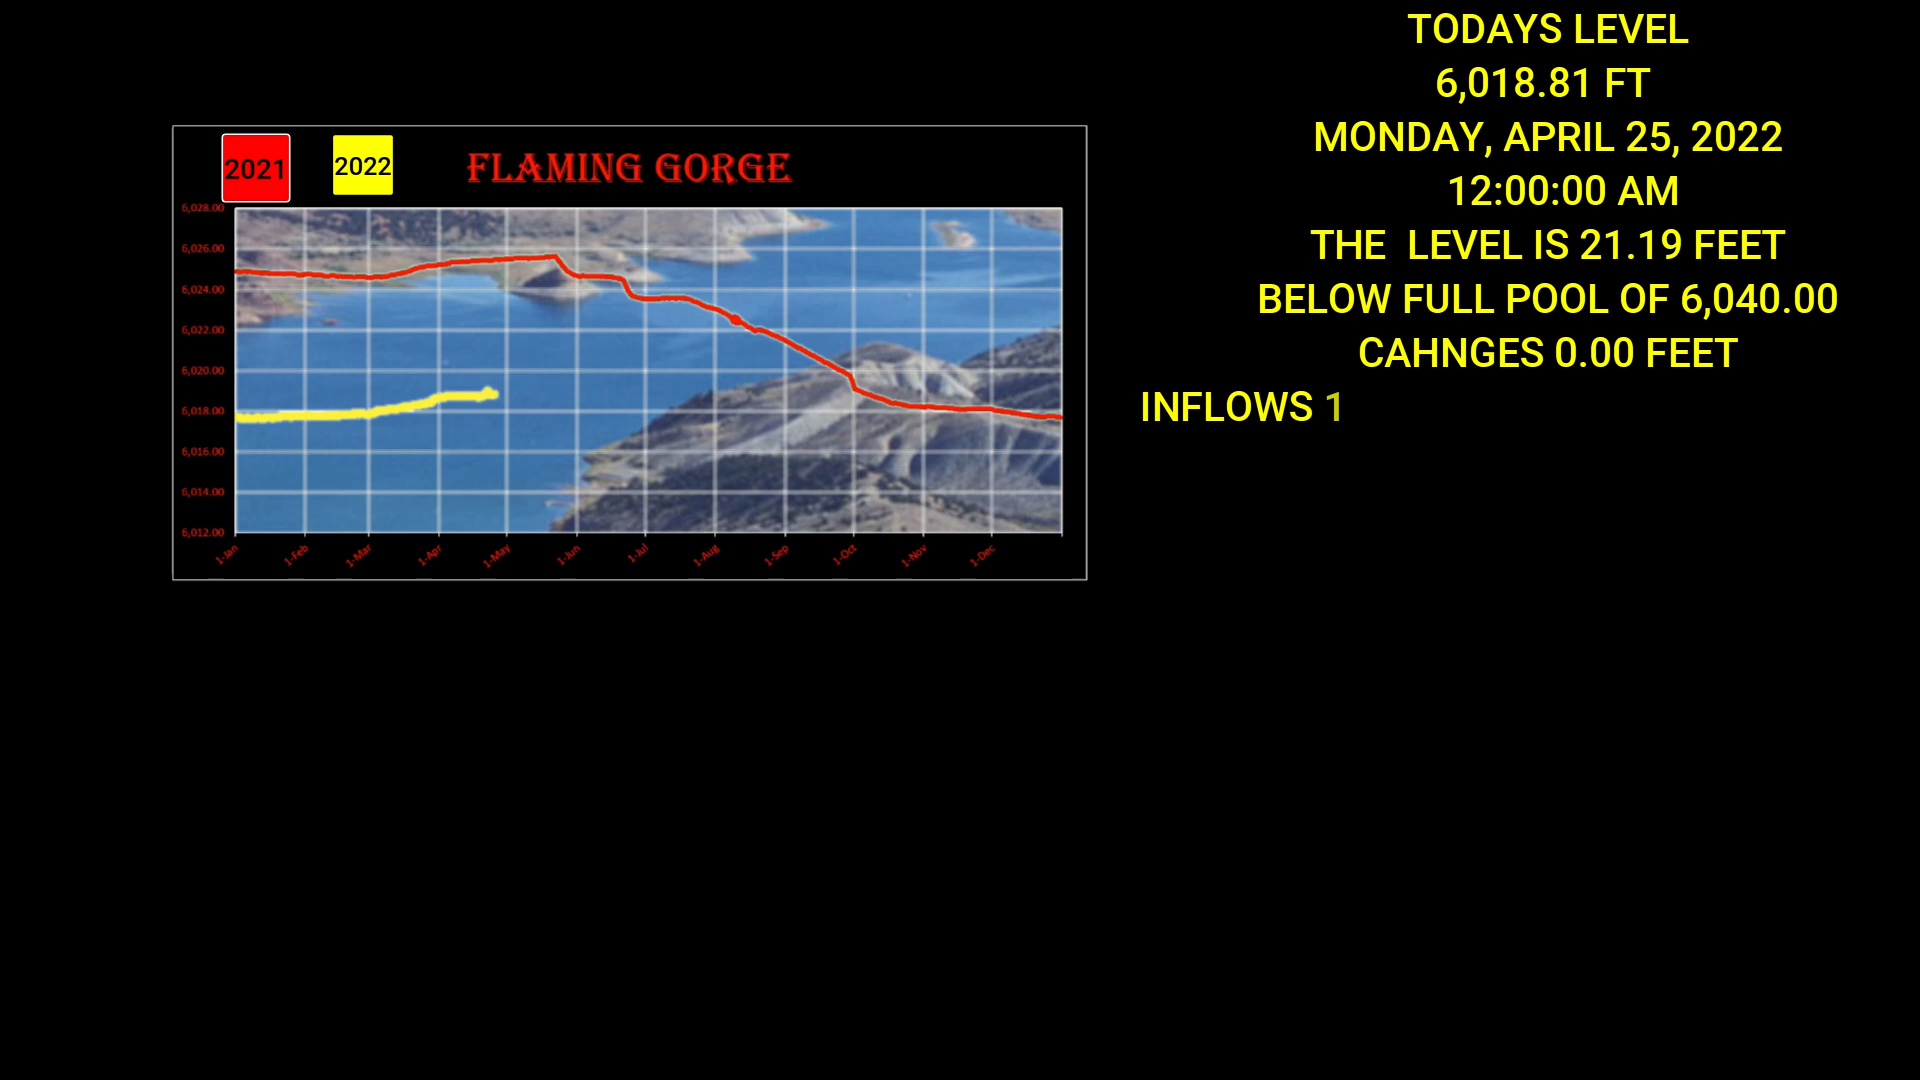 TODAYS LEVEL
6,018.81 FT
MONDAY, APRIL 25, 2022
12:00:00 AM
THE LEVEL IS 21.19 FEET
BELOW FULL POOL OF 6,040.00
CAHNGES 0.00 FEET
INFLOWS 1
2021
2022
FLAMING GORGE
6,028.00
6,026.00
6,024.00
6,022.00
6,020.00
6,018.00
6,016.00
6,014.00
6,012.00
1-Jan
1-Feb
1-Mar
1-Apr
1-May
1-Jun
1-Jul
1-Aug
1-Sep
1-Oct
1-Nov
1-Dec